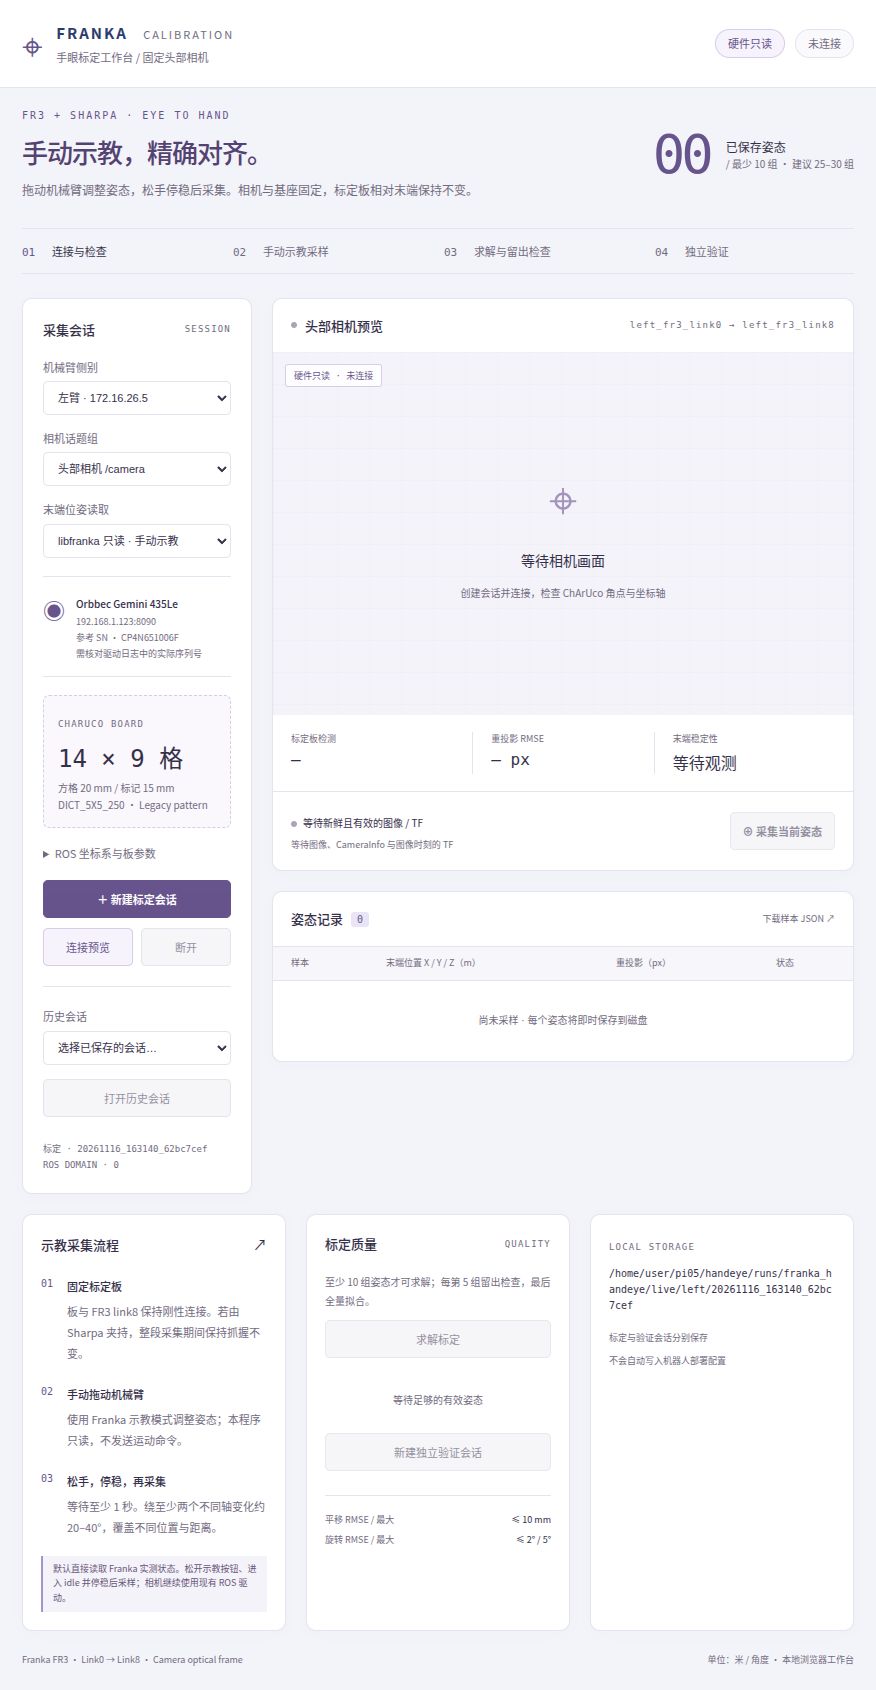 FRANKA CALIBRATION
手眼标定工作台 / 固定头部相机
硬件只读
未连接
FR3 + SHARPA · EYE TO HAND
手动示教，精确对齐。
拖动机械臂调整姿态，松手停稳后采集。相机与基座固定，标定板相对末端保持不变。
00
已保存姿态
/ 最少 10 组 · 建议 25–30 组
01 连接与检查
02 手动示教采样
03 求解与留出检查
04 独立验证
采集会话 SESSION
机械臂侧别
左臂 · 172.16.26.5
相机话题组
头部相机 /camera
末端位姿读取
libfranka 只读 · 手动示教
Orbbec Gemini 435Le
192.168.1.123:8090
参考 SN · CP4N651006F
需核对驱动日志中的实际序列号
CHARUCO BOARD
14 × 9 格
方格 20 mm / 标记 15 mm
DICT_5X5_250 · Legacy pattern
▶ ROS 坐标系与板参数
＋ 新建标定会话
连接预览
断开
历史会话
选择已保存的会话…
打开历史会话
标定 · 20261116_163140_62bc7cef
ROS DOMAIN · 0
头部相机预览
left_fr3_link0 → left_fr3_link8
硬件只读 · 未连接
等待相机画面
创建会话并连接，检查 ChArUco 角点与坐标轴
标定板检测
—
重投影 RMSE
— px
末端稳定性
等待观测
等待新鲜且有效的图像 / TF
等待图像、CameraInfo 与图像时刻的 TF
⊕ 采集当前姿态
姿态记录 0
下载样本 JSON ↗
样本 末端位置 X / Y / Z（m） 重投影（px） 状态
尚未采样 · 每个姿态将即时保存到磁盘
示教采集流程 ↗
01 固定标定板
板与 FR3 link8 保持刚性连接。若由
Sharpa 夹持，整段采集期间保持抓握不
变。
02 手动拖动机械臂
使用 Franka 示教模式调整姿态；本程序
只读，不发送运动命令。
03 松手，停稳，再采集
等待至少 1 秒。绕至少两个不同轴变化约
20–40°，覆盖不同位置与距离。
默认直接读取 Franka 实测状态。松开示教按钮、进
入 idle 并停稳后采样；相机继续使用现有 ROS 驱
动。
标定质量 QUALITY
至少 10 组姿态才可求解；每第 5 组留出检查，最后
全量拟合。
求解标定
等待足够的有效姿态
新建独立验证会话
平移 RMSE / 最大 ≤ 10 mm
旋转 RMSE / 最大 ≤ 2° / 5°
LOCAL STORAGE
/home/user/pi05/handeye/runs/franka_h
andeye/live/left/20261116_163140_62bc
7cef
标定与验证会话分别保存
不会自动写入机器人部署配置
Franka FR3 · Link0 → Link8 · Camera optical frame
单位：米 / 角度 · 本地浏览器工作台